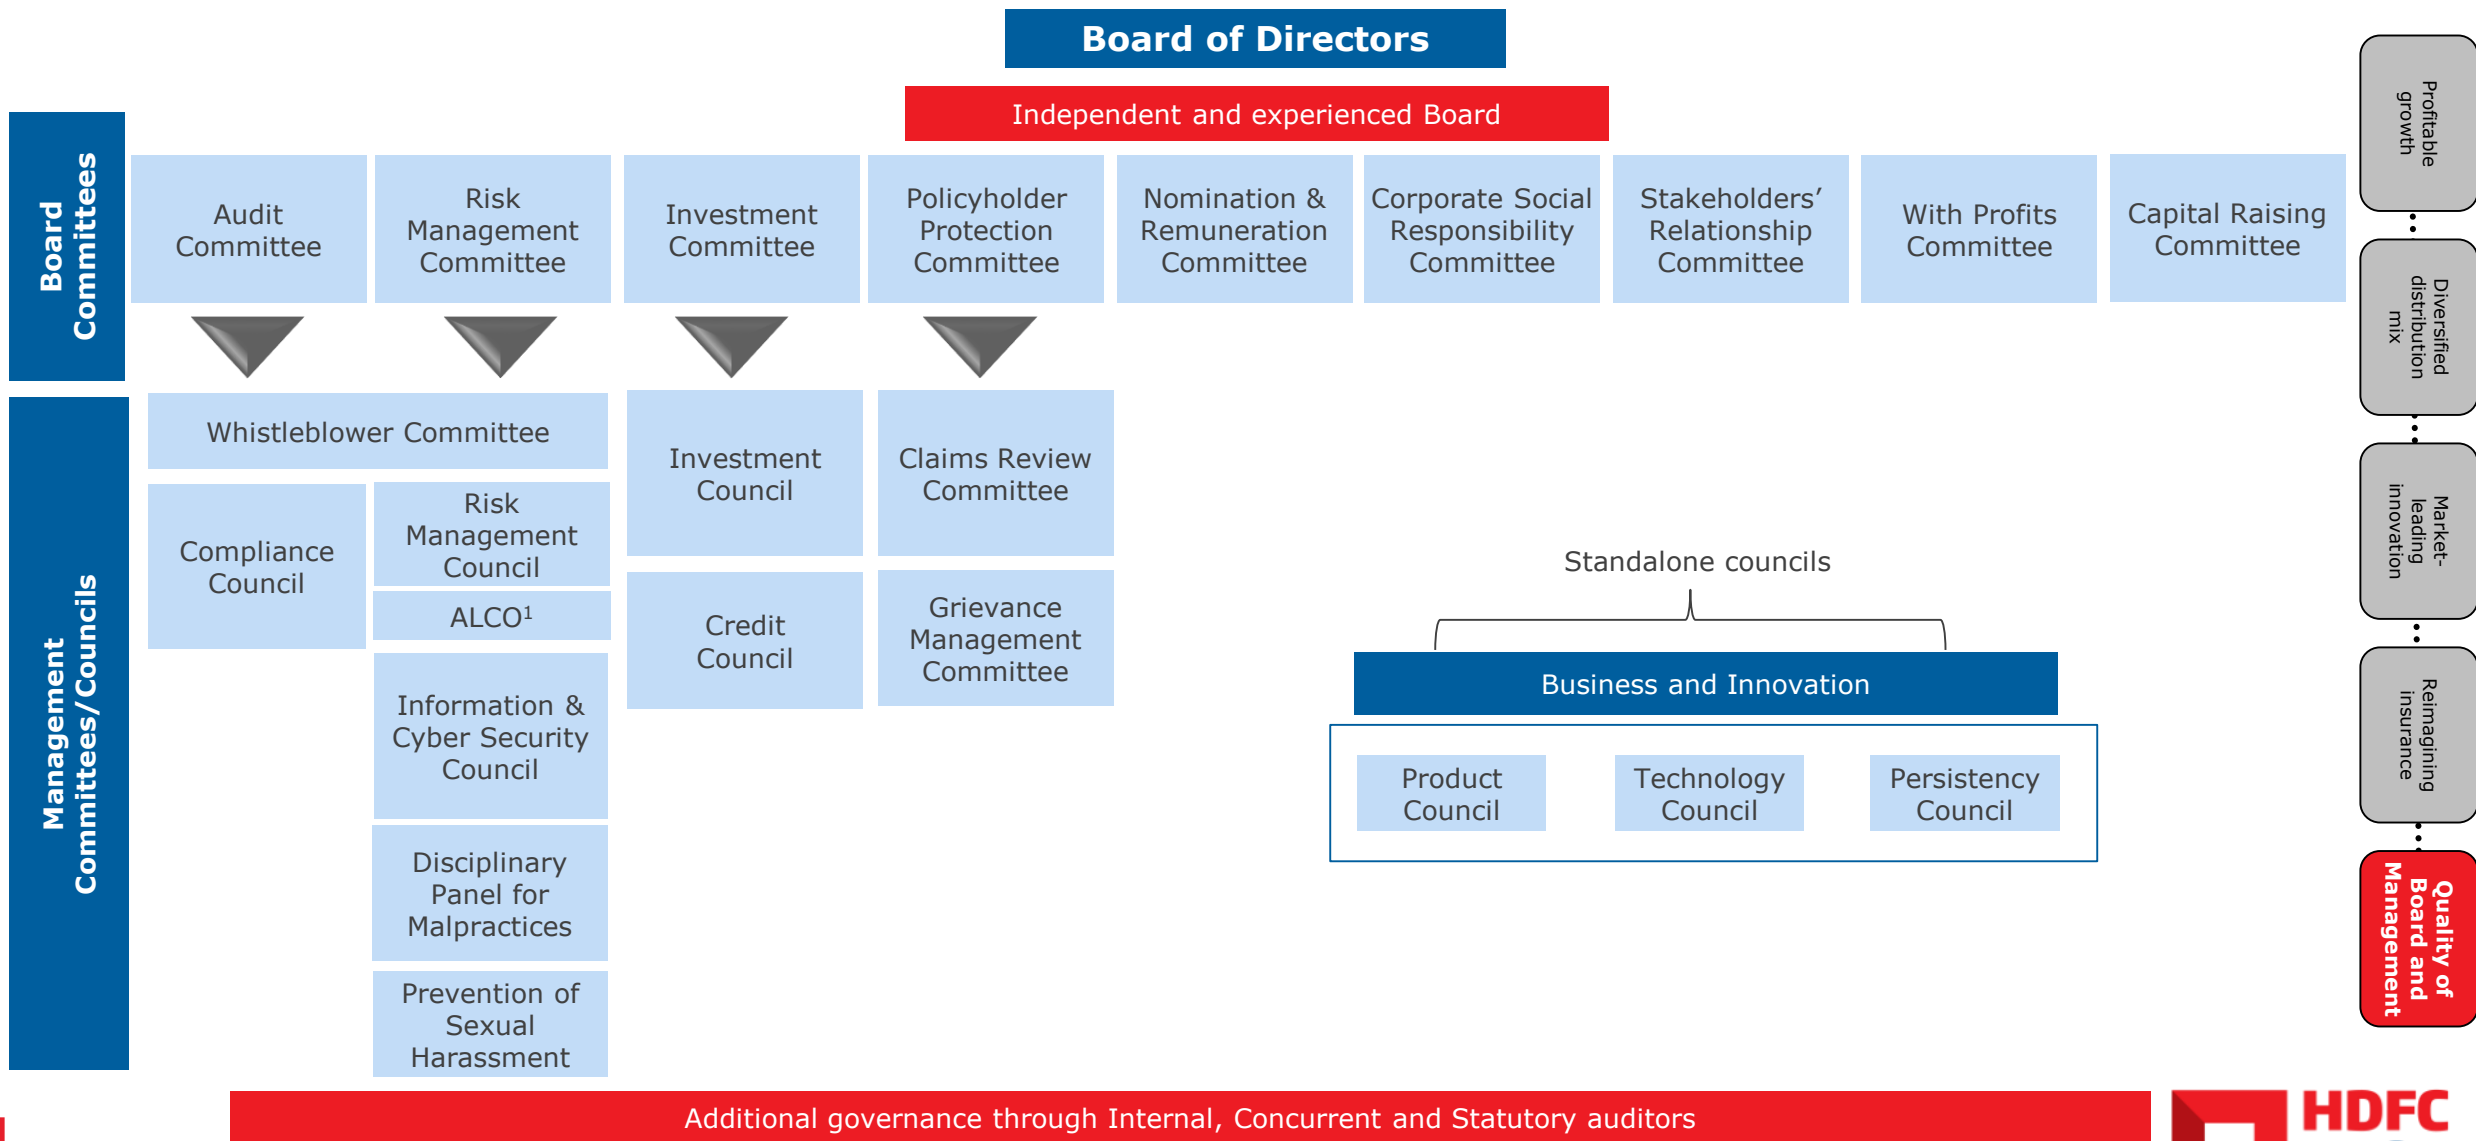 Board of Directors
Independent and experienced Board
Board
Committees
Audit
Committee
Risk
Management
Committee
Investment
Committee
Policyholder
Protection
Committee
Nomination &
Remuneration
Committee
Corporate Social
Responsibility
Committee
Stakeholders’
Relationship
Committee
With Profits
Committee
Capital Raising
Committee
Management
Committees/Councils
Whistleblower Committee
Compliance
Council
Risk
Management
Council
ALCO¹
Information &
Cyber Security
Council
Disciplinary
Panel for
Malpractices
Prevention of
Sexual
Harassment
Investment
Council
Credit
Council
Claims Review
Committee
Grievance
Management
Committee
Standalone councils
Business and Innovation
Product
Council
Technology
Council
Persistency
Council
Profitable
growth
Diversified
distribution
mix
Market-
leading
innovation
Reimagining
insurance
Quality of
Board and
Management
Additional governance through Internal, Concurrent and Statutory auditors
HDFC